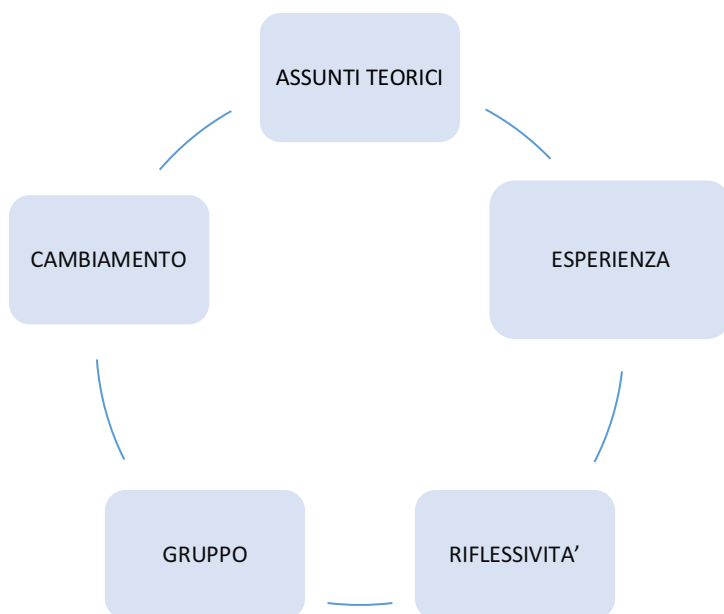 ASSUNTI TEORICI
ESPERIENZA
RIFLESSIVITA’
GRUPPO
CAMBIAMENTO